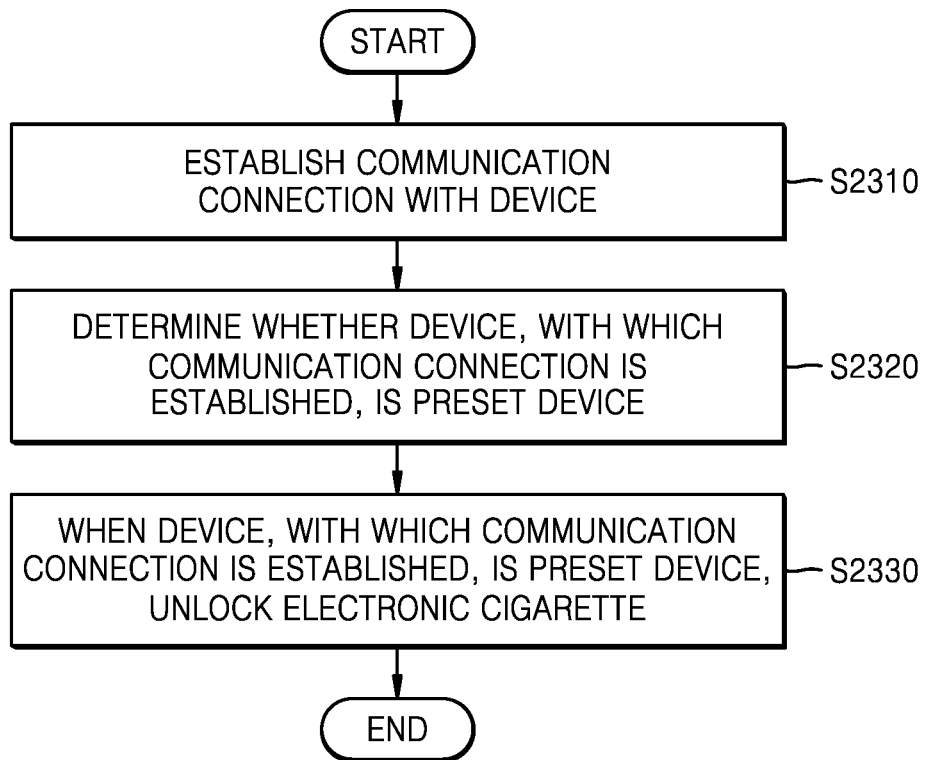 START
ESTABLISH COMMUNICATION
CONNECTION WITH DEVICE
S2310
DETERMINE WHETHER DEVICE, WITH WHICH
COMMUNICATION CONNECTION IS
ESTABLISHED, IS PRESET DEVICE
S2320
WHEN DEVICE, WITH WHICH COMMUNICATION
CONNECTION IS ESTABLISHED, IS PRESET DEVICE,
UNLOCK ELECTRONIC CIGARETTE
S2330
END